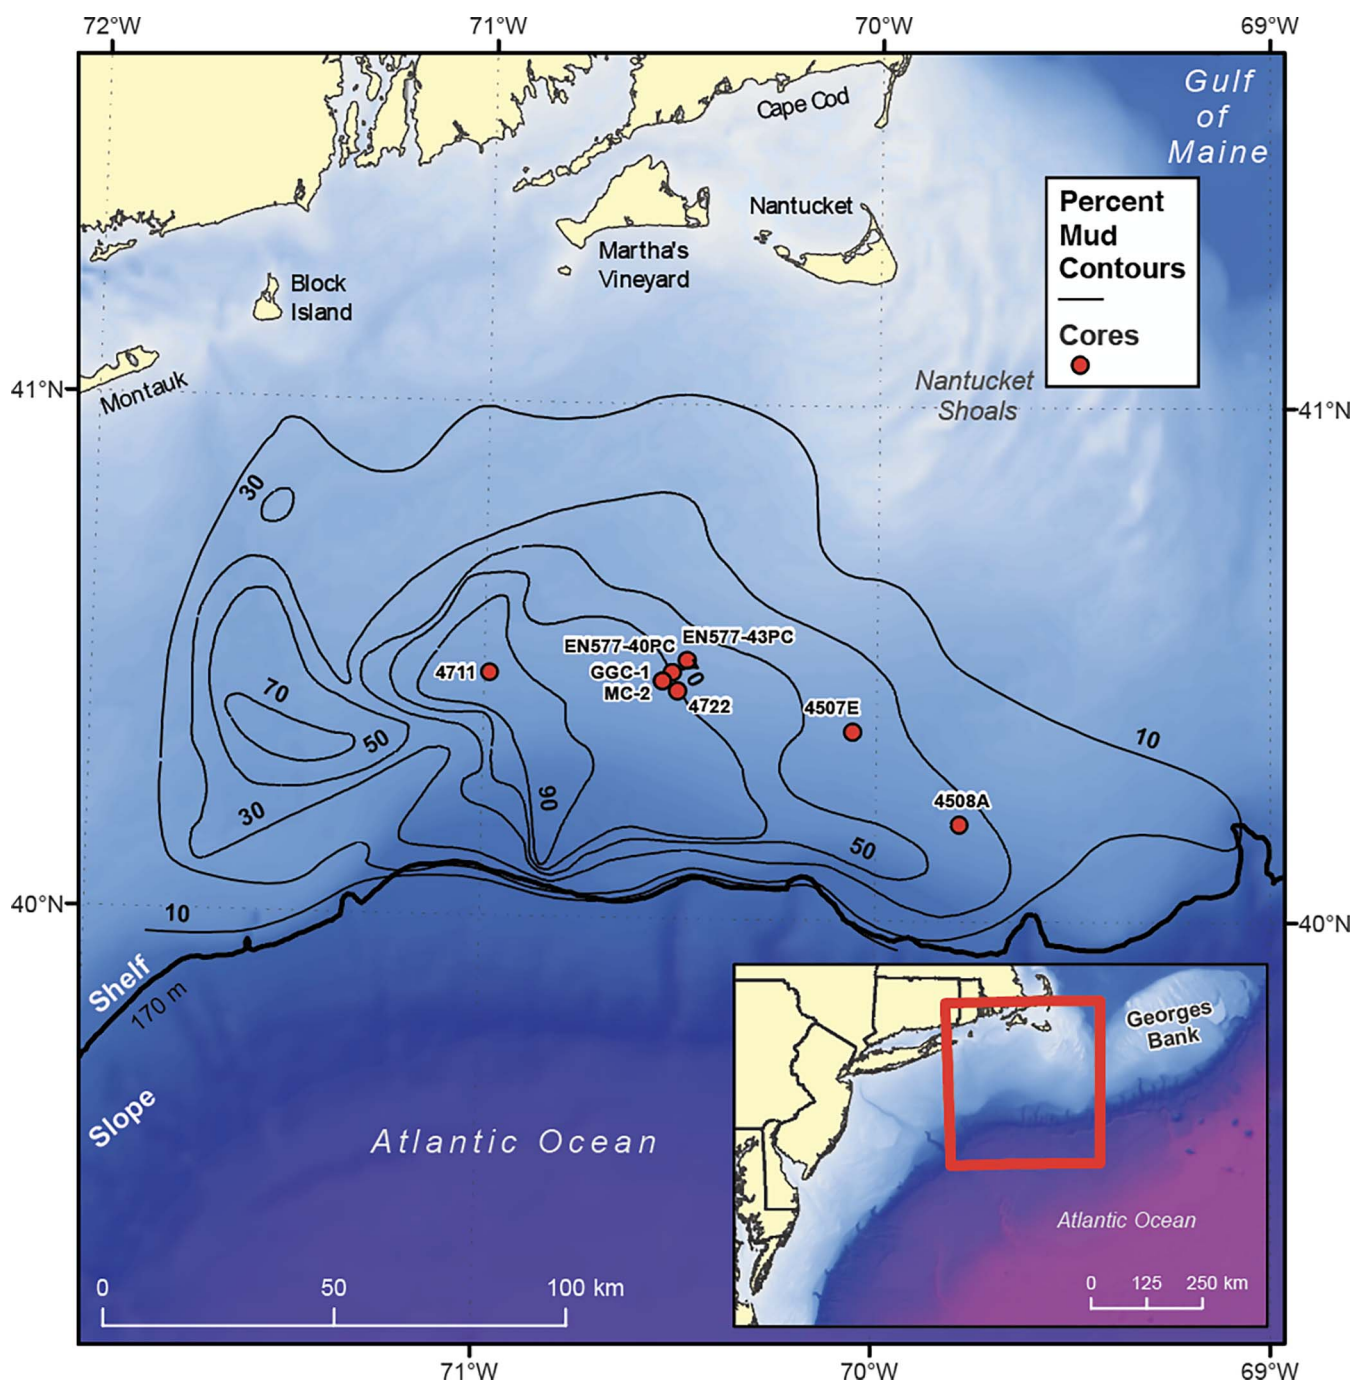 72°W
71°W
70°W
69°W
Gulf
of
Maine
Cape Cod
Nantucket
Martha's
Vineyard
Block
Island
Montauk
Percent
Mud
Contours
Cores
Nantucket
Shoals
41°N
41°N
30
EN577-43PC
EN577-40PC
GGC-1
MC-2
4711
4722
4507E
4508A
70
50
30
90
50
10
10
40°N
40°N
Shelf
170 m
Slope
Atlantic Ocean
Georges
Bank
Atlantic Ocean
0
125
250 km
0
50
100 km
71°W
70°W
69°W